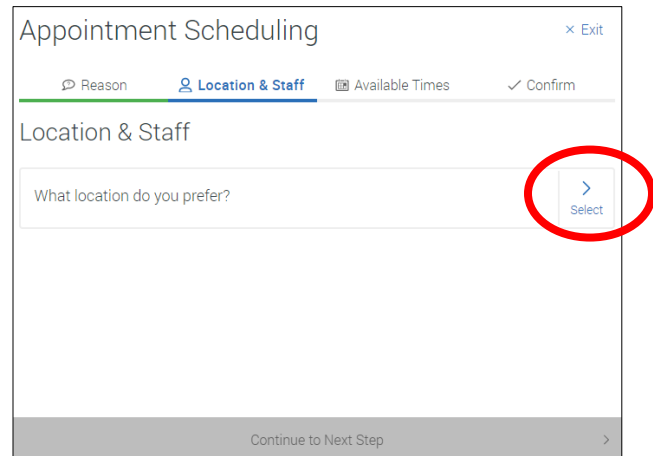 Appointment Scheduling × Exit
Reason Location & Staff Available Times Confirm
Location & Staff
What location do you prefer?
Select
Continue to Next Step